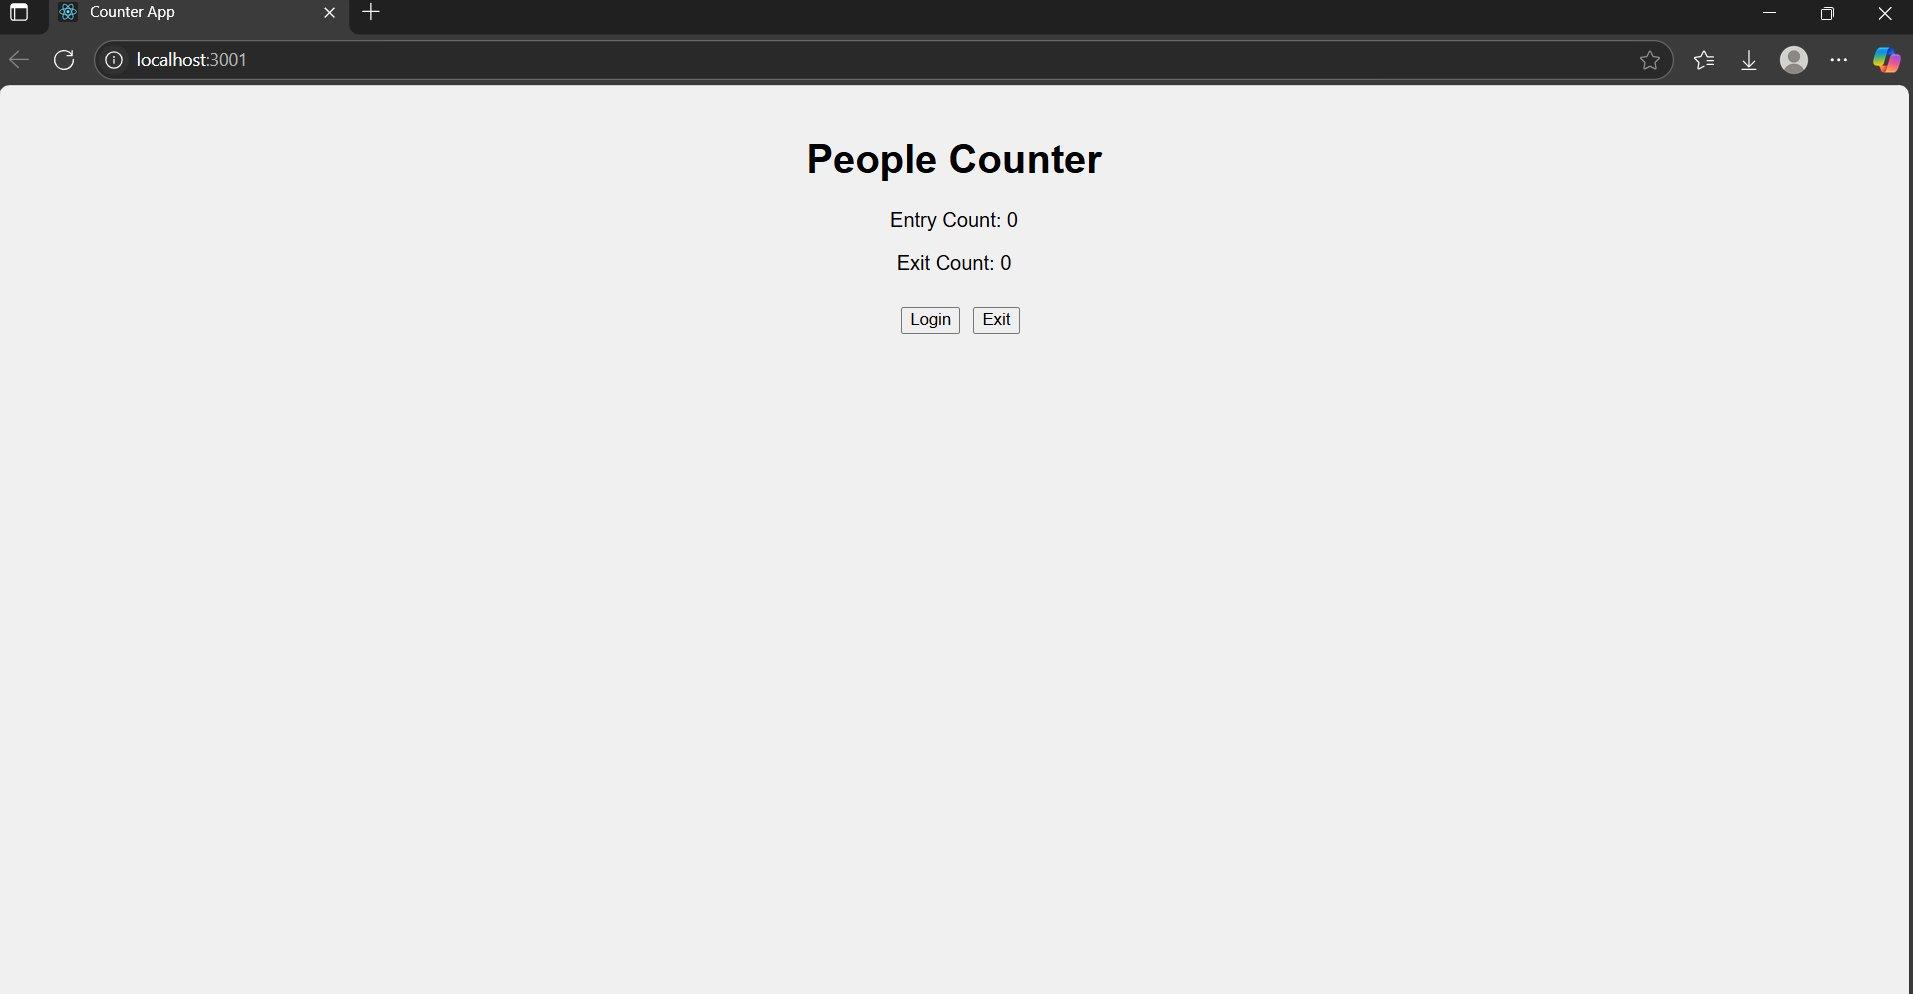 Counter App
localhost:3001
People Counter
Entry Count: 0
Exit Count: 0
Login Exit